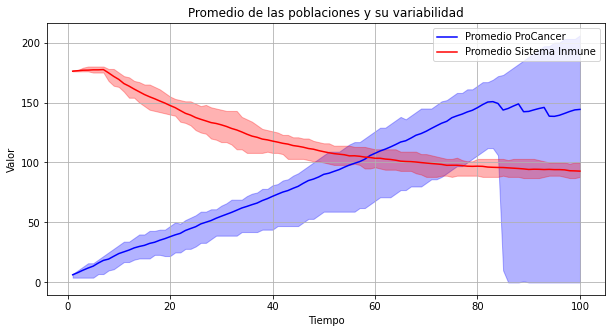 Promedio de las poblaciones y su variabilidad
Promedio ProCancer
Promedio Sistema Inmune
Valor
200
150
100
50
0
0 20 40 60 80 100
Tiempo